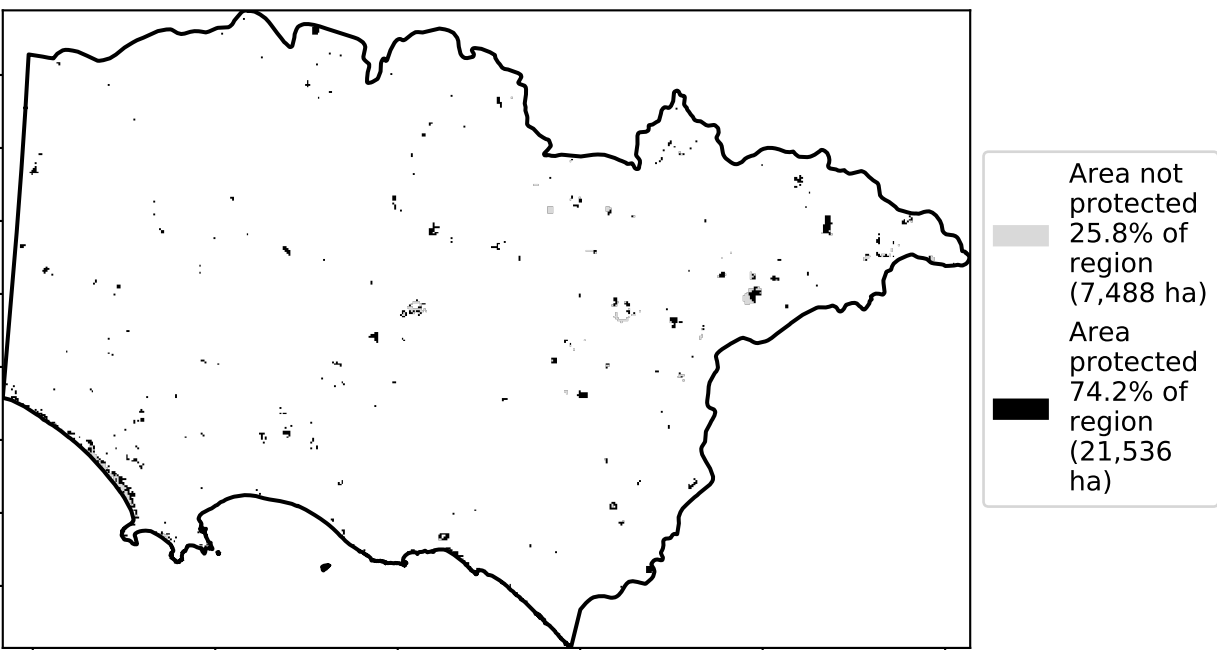 Area not
protected
25.8% of
region
(7,488 ha)
Area
protected
74.2% of
region
(21,536
ha)